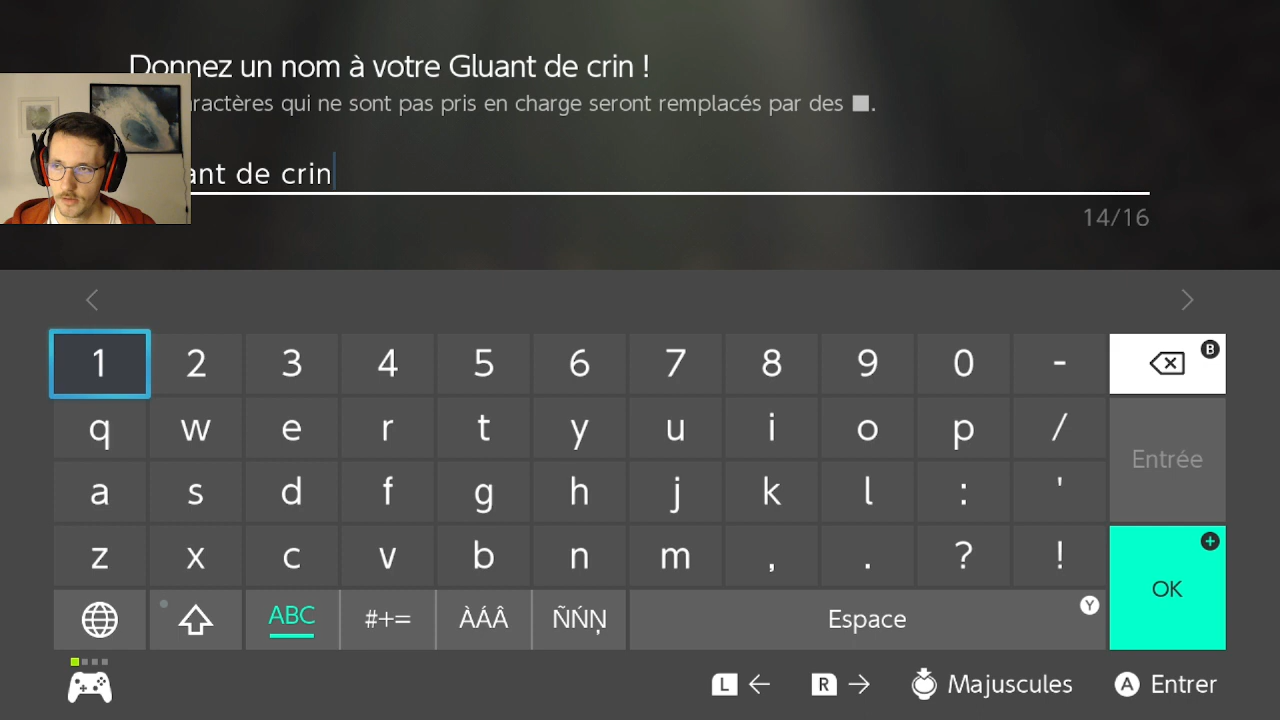 Donnez un nom à votre Gluant de crin !
ractères qui ne sont pas pris en charge seront remplacés par des ■.
ant de crin
14/16
1 2 3 4 5 6 7 8 9 0 -
B
q w e r t y u i o p /
Entrée
a s d f g h j k l : '
z x c v b n m , . ? !
+
OK
ABC #+= ÀÁÂ ÑŃŅ Espace
Y
L ← R → Majuscules A Entrer